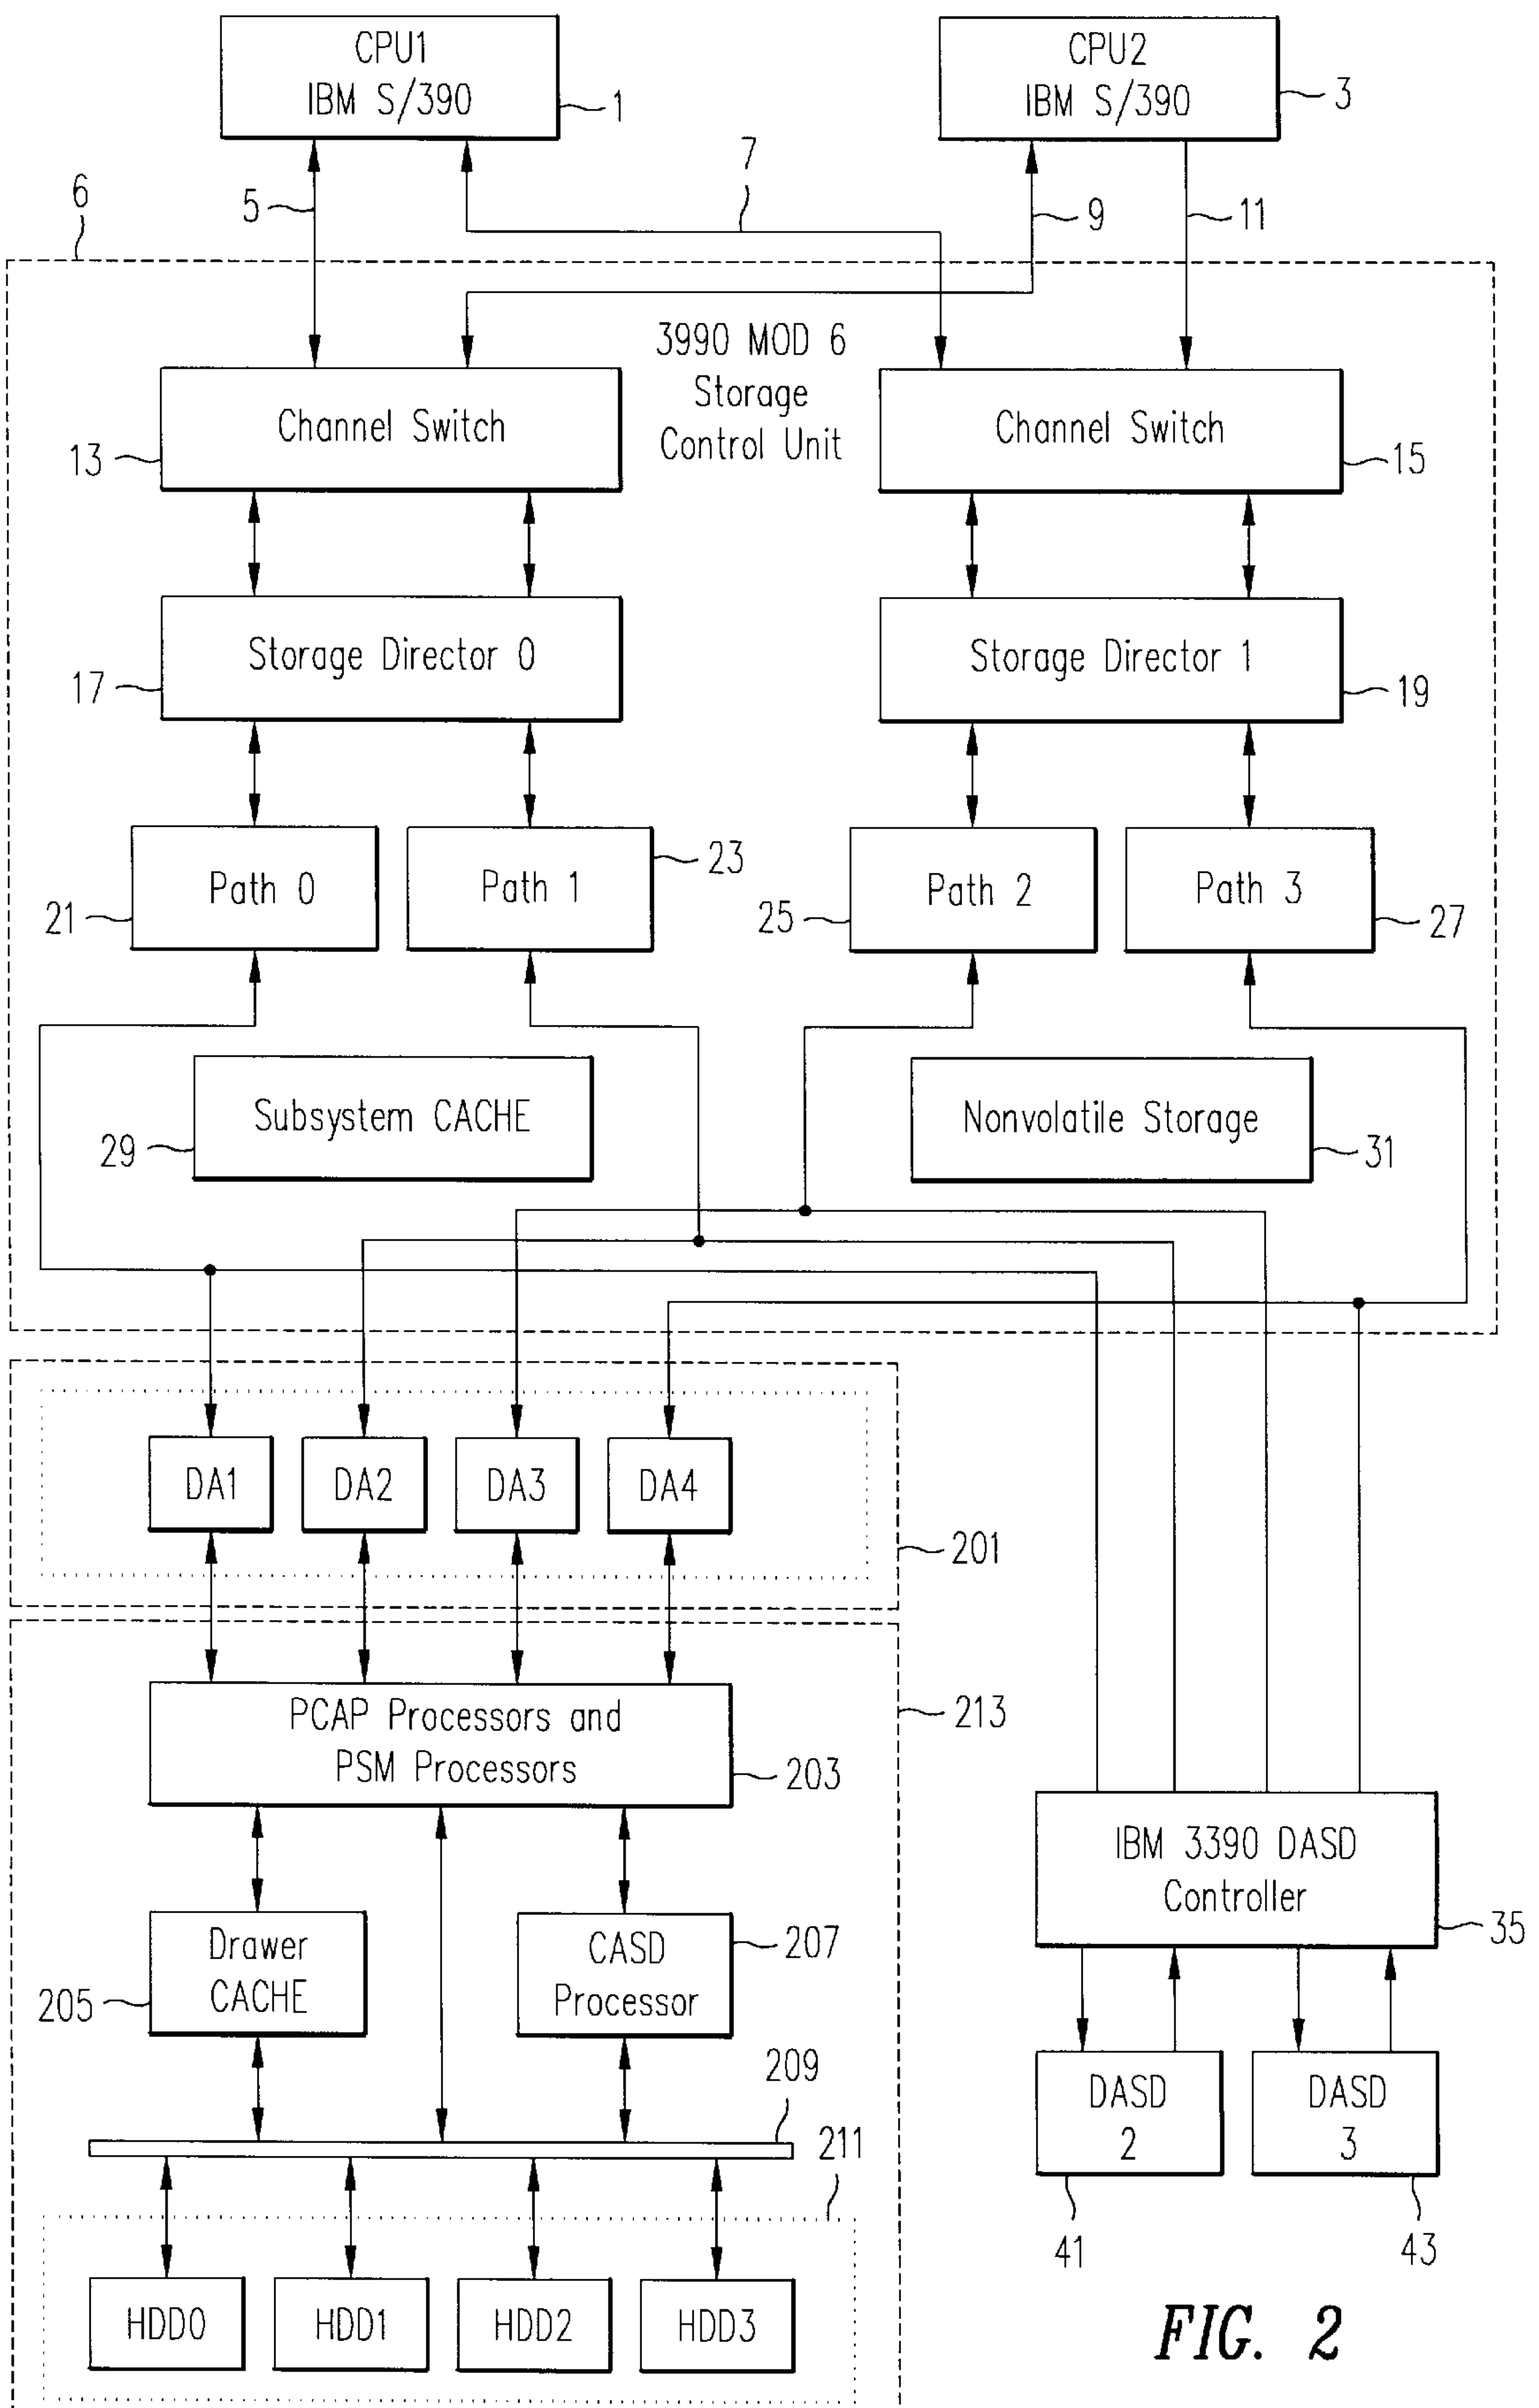 CPU1
IBM S/390
1
CPU2
IBM S/390
3
6
5
7
9
11
3990 MOD 6
Storage
Control Unit
Channel Switch
13
Channel Switch
15
Storage Director 0
17
Storage Director 1
19
Path 0
21
Path 1
23
Path 2
25
Path 3
27
Subsystem CACHE
29
Nonvolatile Storage
31
DA1
DA2
DA3
DA4
201
PCAP Processors and
PSM Processors
203
213
Drawer
CACHE
205
CASD
Processor
207
IBM 3390 DASD
Controller
35
209
211
DASD
2
41
DASD
3
43
HDD0
HDD1
HDD2
HDD3
FIG. 2